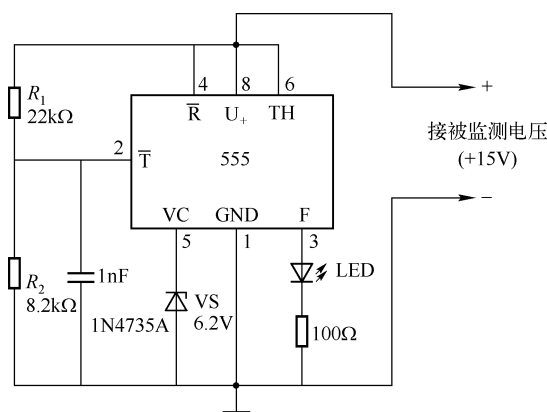 4
8
6
R̅
U+
TH
R1
22kΩ
2
T̅
555
+
接被监测电压
(+15V)
−
VC
GND
F
5
1
3
R2
8.2kΩ
1nF
1N4735A
VS
6.2V
LED
100Ω